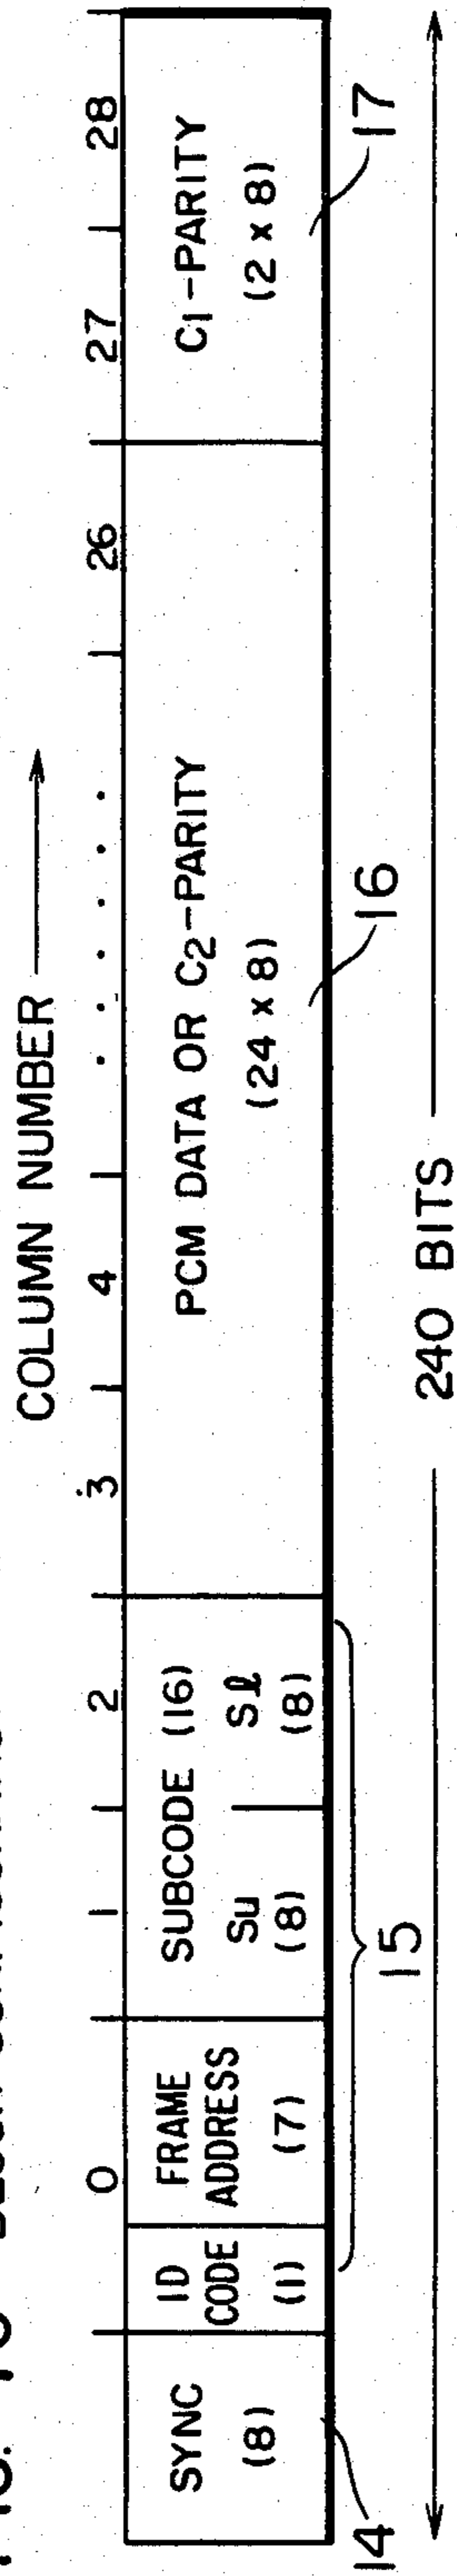 COLUMN NUMBER
0 1 2 3 4 26 27 28
SYNC
(8)
ID
CODE
(1)
FRAME
ADDRESS
(7)
SUBCODE (16)
Su
(8)
Sℓ
(8)
PCM DATA OR C2-PARITY
(24 x 8)
C1-PARITY
(2 x 8)
14
15
16
17
240 BITS